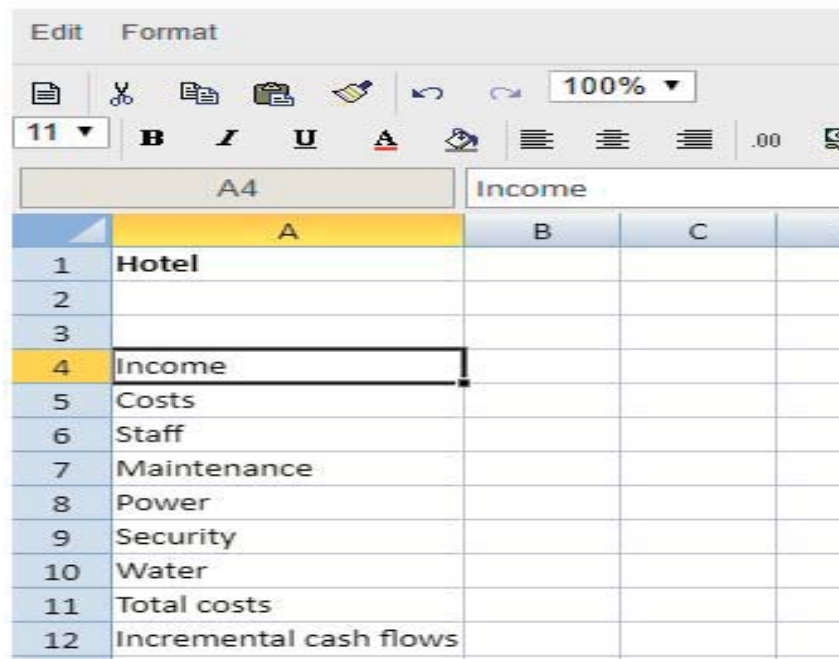 Edit Format
100% ▼
11 ▼ B I U A .00
A4 Income
A B C
1 Hotel
2
3
4 Income
5 Costs
6 Staff
7 Maintenance
8 Power
9 Security
10 Water
11 Total costs
12 Incremental cash flows